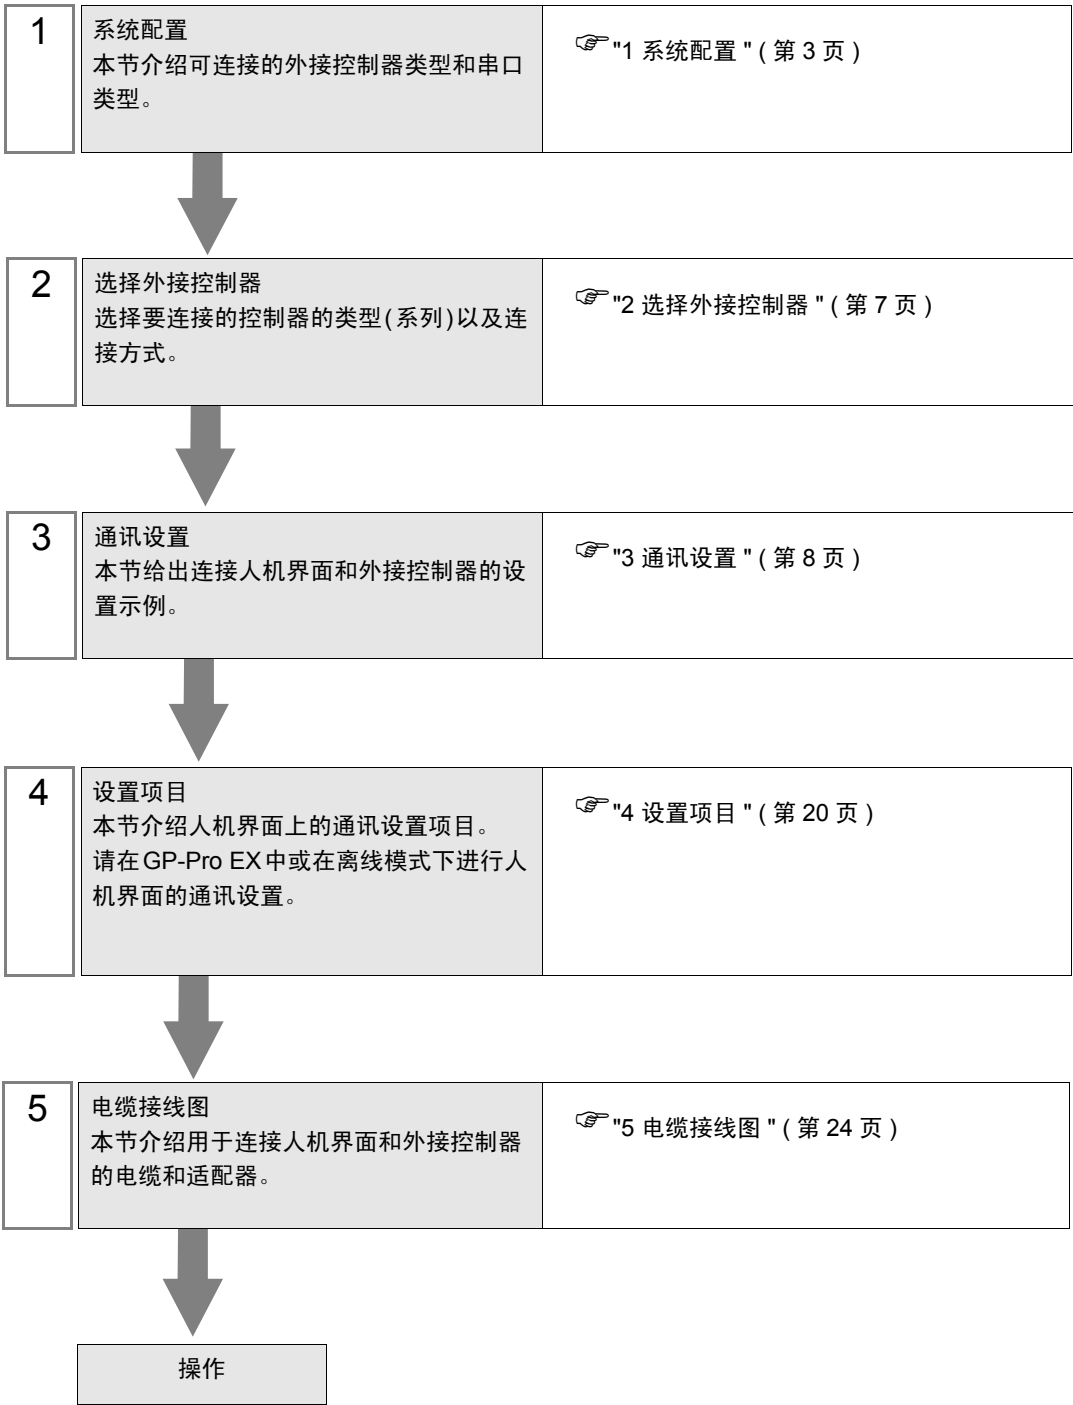 1
系统配置
本节介绍可连接的外接控制器类型和串口
类型。
☞ "1 系统配置 " ( 第 3 页 )
2
选择外接控制器
选择要连接的控制器的类型(系列)以及连
接方式。
☞ "2 选择外接控制器 " ( 第 7 页 )
3
通讯设置
本节给出连接人机界面和外接控制器的设
置示例。
☞ "3 通讯设置 " ( 第 8 页 )
4
设置项目
本节介绍人机界面上的通讯设置项目。
请在GP-Pro EX中或在离线模式下进行人
机界面的通讯设置。
☞ "4 设置项目 " ( 第 20 页 )
5
电缆接线图
本节介绍用于连接人机界面和外接控制器
的电缆和适配器。
☞ "5 电缆接线图 " ( 第 24 页 )
操作